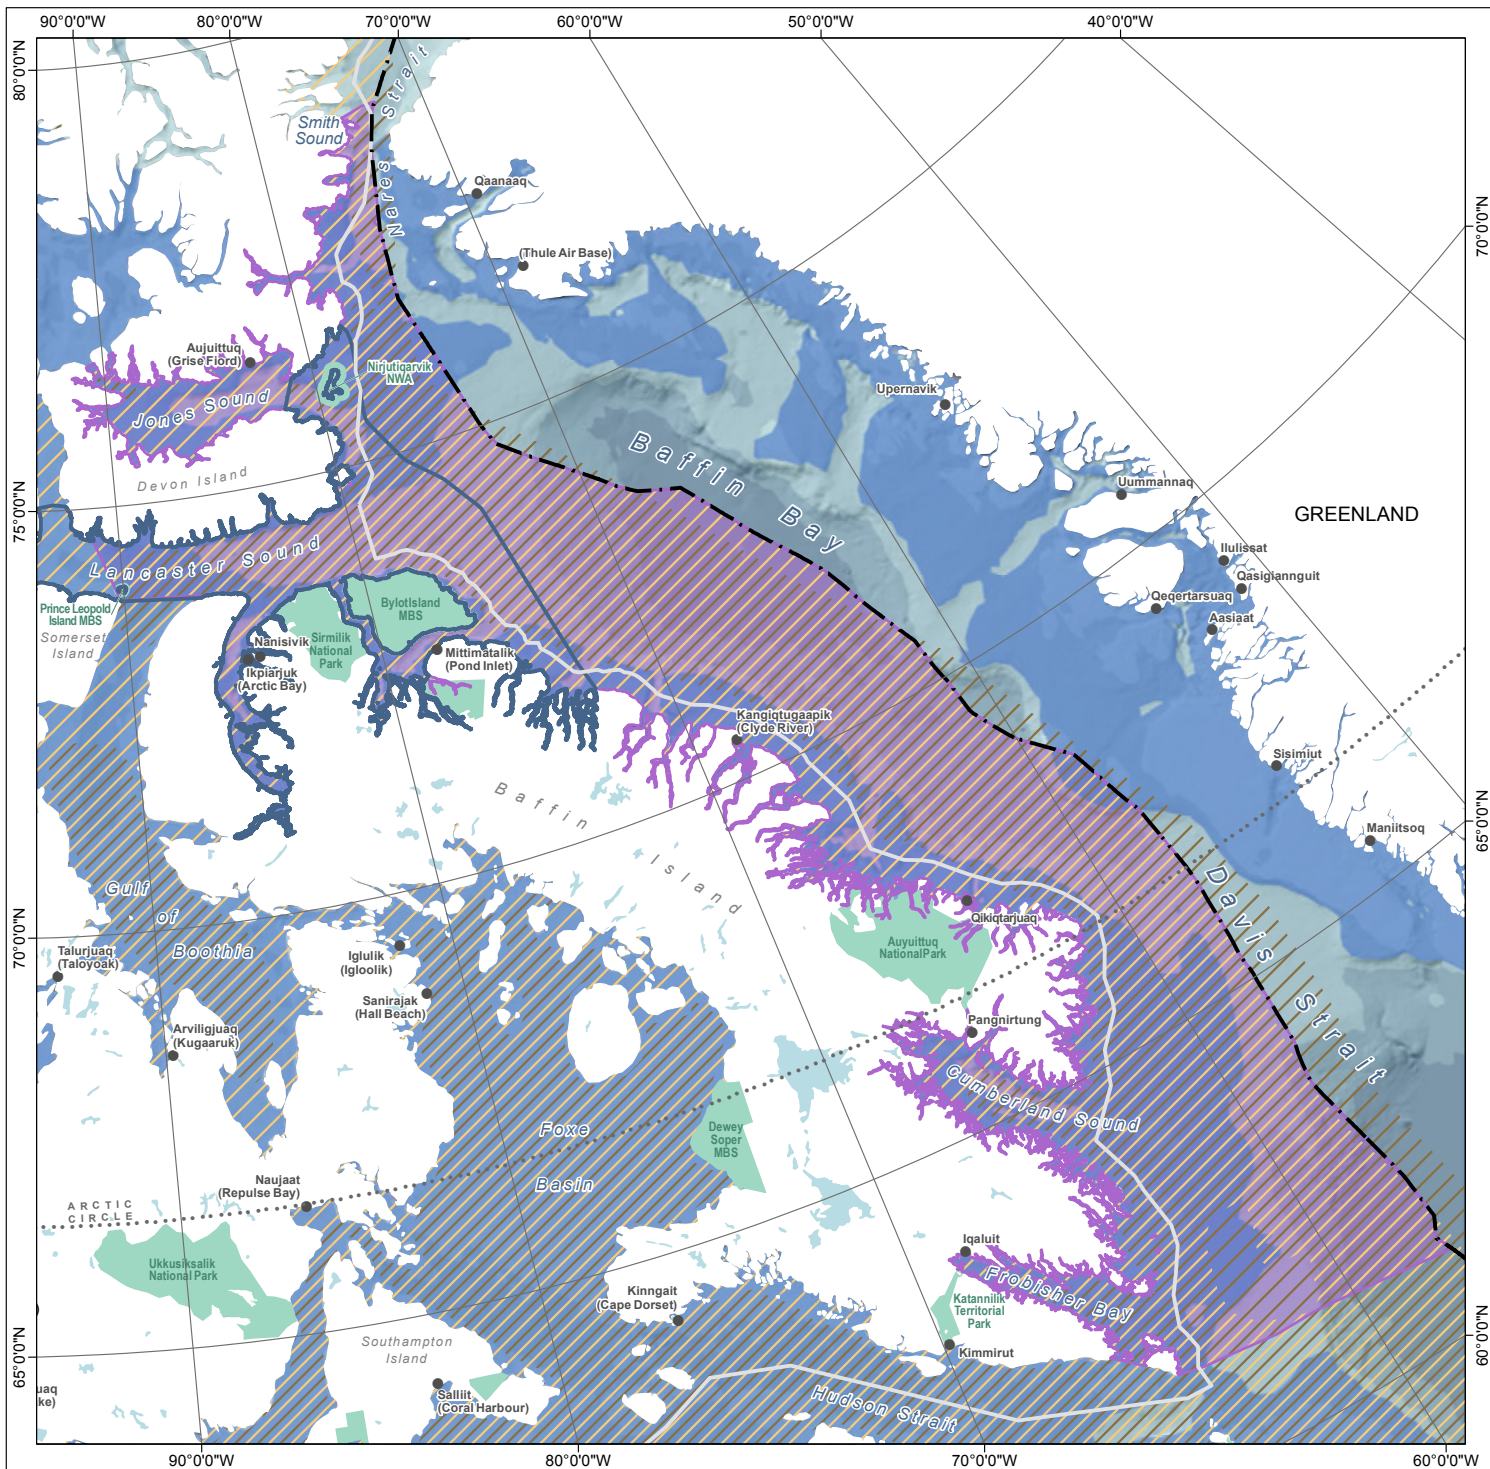 90°0'0"W
80°0'0"W
70°0'0"W
60°0'0"W
50°0'0"W
40°0'0"W
80°0'0"N
75°0'0"N
70°0'0"N
65°0'0"N
70°0'0"N
65°0'0"N
60°0'0"N
Smith
Sound
Nares Strait
Qaanaaq
(Thule Air Base)
Aujuittuq
(Grise Fiord)
Nirjutiqarvik
NWA
Jones Sound
Devon Island
Upernavik
Baffin Bay
Uummannaq
GREENLAND
Lancaster Sound
Ilulissat
Qasigiannguit
Qeqertarsuaq
Aasiaat
Prince Leopold
Island MBS
Somerset
Island
BylotIsland
MBS
Sirmilik
National
Park
Nanisivik
Ikpiarjuk
(Arctic Bay)
Mittimatalik
(Pond Inlet)
Kangiqtugaapik
(Clyde River)
Sisimiut
Maniitsoq
Baffin Island
Gulf
of
Boothia
Davis Strait
Qikiqtarjuaq
Auyuittuq
NationalPark
Talurjuaq
(Taloyoak)
Iglulik
(Igloolik)
Sanirajak
(Hall Beach)
Arviligjuaq
(Kugaaruk)
Pangnirtung
Cumberland Sound
Foxe
Basin
Dewey
Soper
MBS
Naujaat
(Repulse Bay)
ARCTIC
CIRCLE
Ukkusiksalik
National Park
Iqaluit
Frobisher Bay
Kinngait
(Cape Dorset)
Katannilik
Territorial
Park
Kimmirut
Southampton
Island
Salliit
(Coral Harbour)
Hudson Strait
uaq
ke)
90°0'0"W
80°0'0"W
70°0'0"W
60°0'0"W